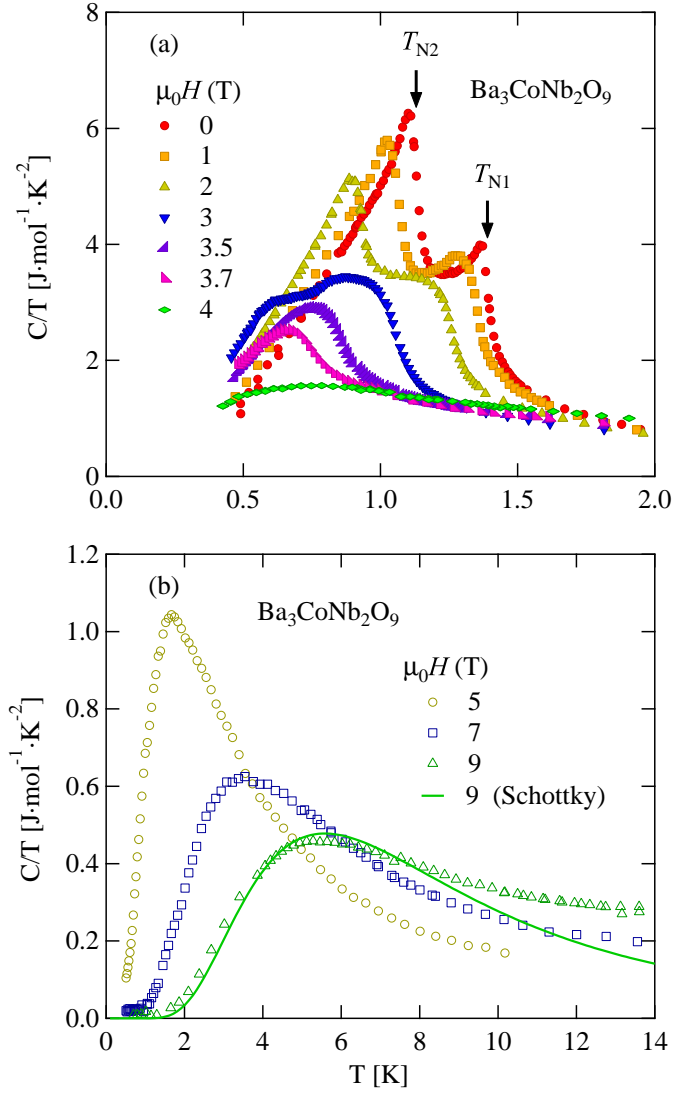 8
(a)
T_N2
μ₀H (T)
Ba₃CoNb₂O₉
0
6
1
T_N1
2
3
C/T [J·mol⁻¹·K⁻²]
4
3.5
3.7
4
2
0
0.0 0.5 1.0 1.5 2.0
1.2
(b)
Ba₃CoNb₂O₉
1.0
μ₀H (T)
5
0.8
7
9
9 (Schottky)
C/T [J·mol⁻¹·K⁻²]
0.6
0.4
0.2
0.0
0 2 4 6 8 10 12 14
T [K]